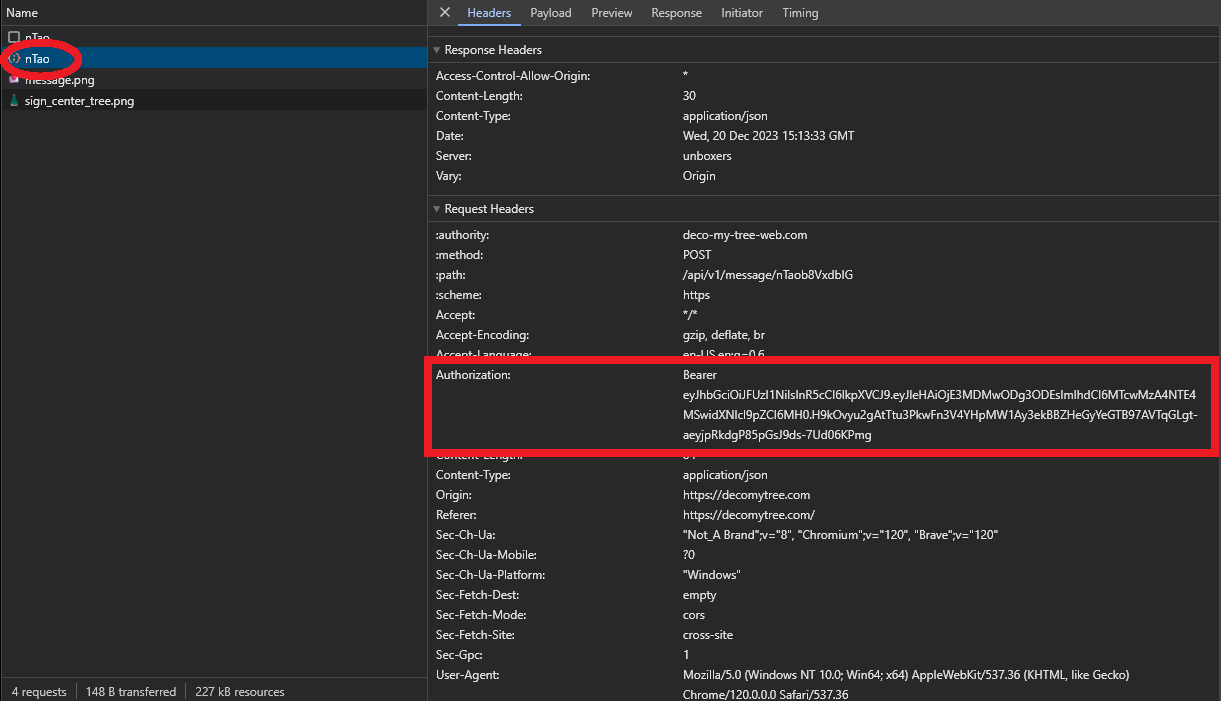 Name
Headers Payload Preview Response Initiator Timing
nTao
nTao
message.png
sign_center_tree.png
Response Headers
Access-Control-Allow-Origin: *
Content-Length: 30
Content-Type: application/json
Date: Wed, 20 Dec 2023 15:13:33 GMT
Server: unboxers
Vary: Origin
Request Headers
:authority: deco-my-tree-web.com
:method: POST
:path: /api/v1/message/nTaob8VxdbIG
:scheme: https
Accept: */*
Accept-Encoding: gzip, deflate, br
Accept-Language: en-US,en;q=0.6
Authorization: Bearer
eyJhbGciOiJFUzI1NiIsInR5cCI6IkpXVCJ9.eyJleHAiOjE3MDMwODg3ODEsImlhdCI6MTcwMzA4NTE4
MSwidXNlcl9pZCI6MH0.H9kOvyu2gAtTtu3PkwFn3V4YHpMW1Ay3ekBBZHeGyYeGTB97AVTqGLgt-
aeyjpRkdgP85pGsJ9ds-7Ud06KPmg
Content-Length:
Content-Type: application/json
Origin: https://decomytree.com
Referer: https://decomytree.com/
Sec-Ch-Ua: "Not_A Brand";v="8", "Chromium";v="120", "Brave";v="120"
Sec-Ch-Ua-Mobile: ?0
Sec-Ch-Ua-Platform: "Windows"
Sec-Fetch-Dest: empty
Sec-Fetch-Mode: cors
Sec-Fetch-Site: cross-site
Sec-Gpc: 1
User-Agent: Mozilla/5.0 (Windows NT 10.0; Win64; x64) AppleWebKit/537.36 (KHTML, like Gecko)
Chrome/120.0.0.0 Safari/537.36
4 requests 148 B transferred 227 kB resources